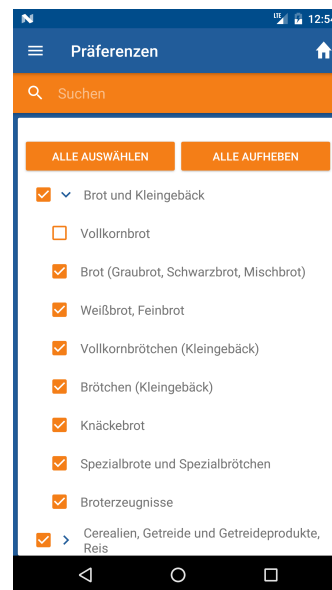 LTE 12:54
Präferenzen
Suchen
ALLE AUSWÄHLEN ALLE AUFHEBEN
Brot und Kleingebäck
Vollkornbrot
Brot (Graubrot, Schwarzbrot, Mischbrot)
Weißbrot, Feinbrot
Vollkornbrötchen (Kleingebäck)
Brötchen (Kleingebäck)
Knäckebrot
Spezialbrote und Spezialbrötchen
Broterzeugnisse
Cerealien, Getreide und Getreideprodukte,
Reis